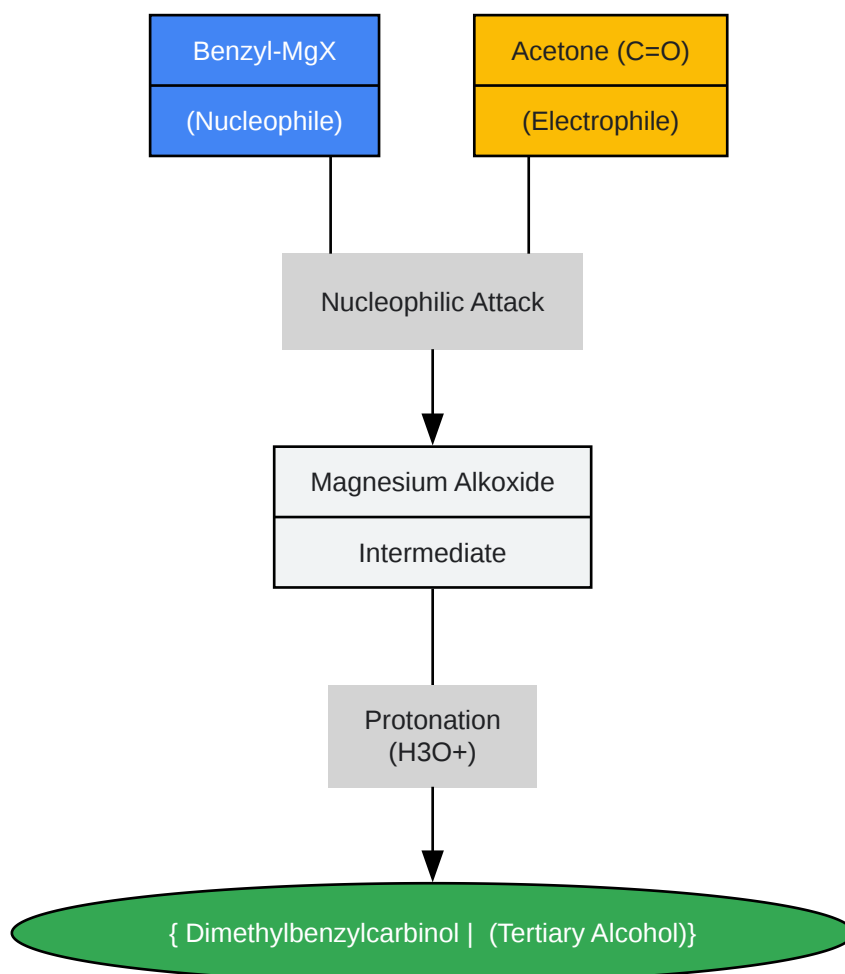 Benzyl-MgX
(Nucleophile)
Acetone (C=O)
(Electrophile)
Nucleophilic Attack
Magnesium Alkoxide
Intermediate
Protonation
(H3O+)
{ Dimethylbenzylcarbinol |  (Tertiary Alcohol)}